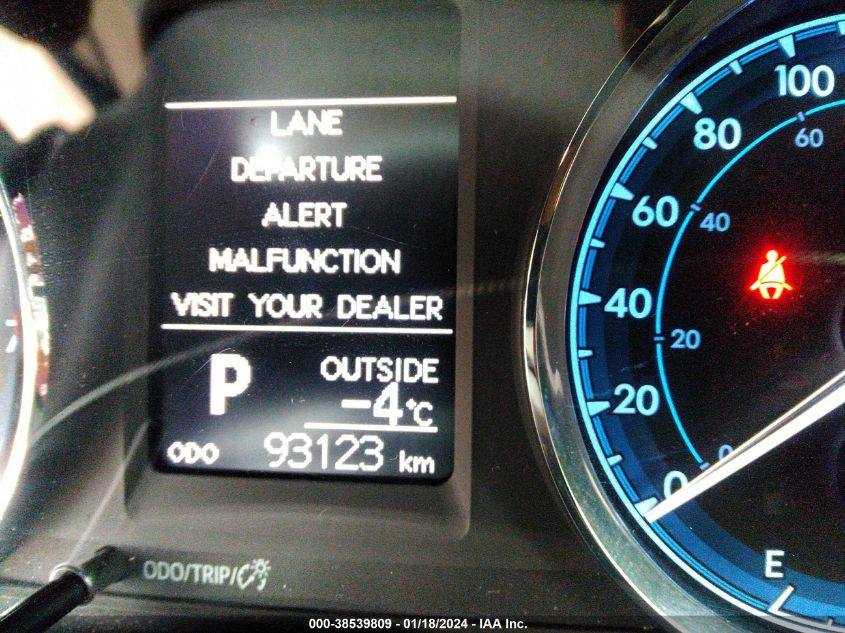 LANE
DEPARTURE
ALERT
MALFUNCTION
VISIT YOUR DEALER
P
OUTSIDE
-4°C
ODO 93123 km
ODO/TRIP/
100
80
60
40
20
0
60
40
20
0
E
000-38539809 - 01/18/2024 - IAA Inc.